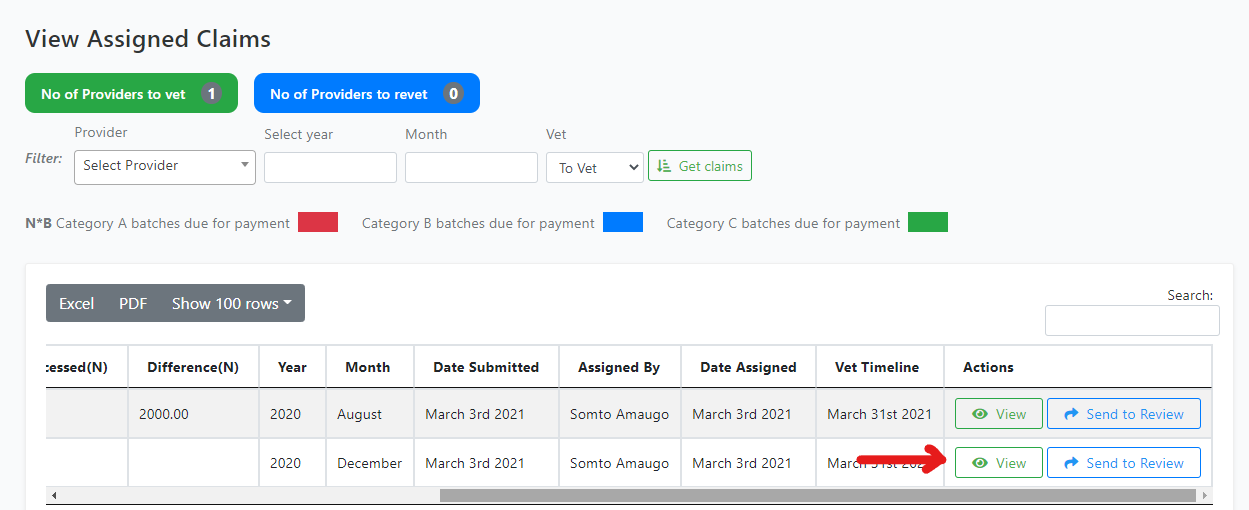 View Assigned Claims
No of Providers to vet 1 No of Providers to revet 0
Provider Select year Month Vet
Filter: Select Provider To Vet Get claims
N*B Category A batches due for payment Category B batches due for payment Category C batches due for payment
Excel PDF Show 100 rows Search:
cessed(N) Difference(N) Year Month Date Submitted Assigned By Date Assigned Vet Timeline Actions
2000.00 2020 August March 3rd 2021 Somto Amaugo March 3rd 2021 March 31st 2021 View Send to Review
2020 December March 3rd 2021 Somto Amaugo March 3rd 2021 March 31st 2021 View Send to Review